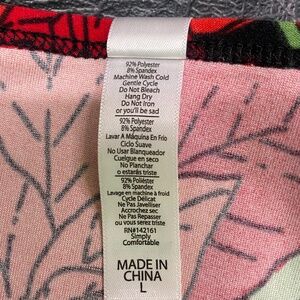 92% Polyester
8% Spandex
Machine Wash Cold
Gentle Cycle
Do Not Bleach
Hang Dry
Do Not Iron
or you'll be sad
92% Polyester
8% Spandex
Lavar A Máquina En Frío
Ciclo Suave
No Usar Blanqueador
Cuelgue en seco
No Planchar
o estarás triste
92% Poliéster
8% Spandex
Lavage en machine à froid
Cycle Délicat
Ne Pas Javelliser
Accrochez sec
Ne Pas Repasser
ou vous serez triste
RN#142161
Simply
Comfortable
MADE IN
CHINA
L